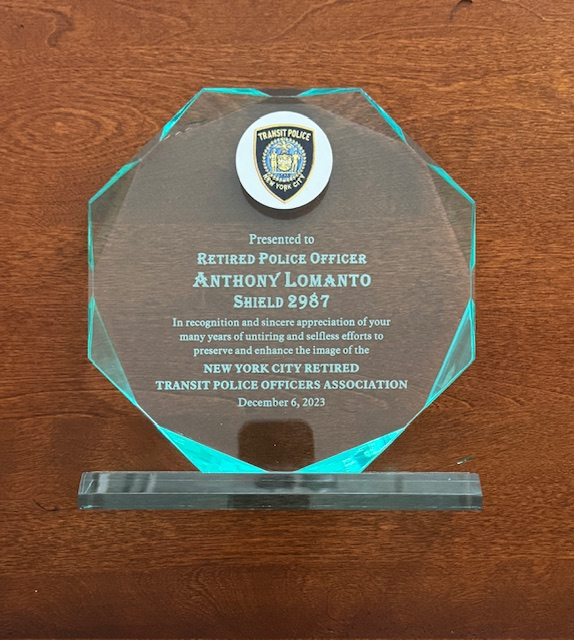 TRANSIT POLICE
NEW YORK CITY
Presented to
RETIRED POLICE OFFICER
ANTHONY LOMANTO
SHIELD 2987
In recognition and sincere appreciation of your
many years of untiring and selfless efforts to
preserve and enhance the image of the
NEW YORK CITY RETIRED
TRANSIT POLICE OFFICERS ASSOCIATION
December 6, 2023